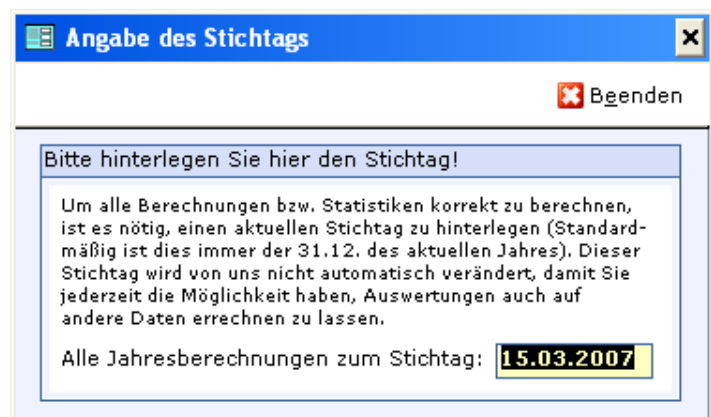 Angabe des Stichtags
Beenden
Bitte hinterlegen Sie hier den Stichtag!
Um alle Berechnungen bzw. Statistiken korrekt zu berechnen,
ist es nötig, einen aktuellen Stichtag zu hinterlegen (Standard-
mäßig ist dies immer der 31.12. des aktuellen Jahres). Dieser
Stichtag wird von uns nicht automatisch verändert, damit Sie
jederzeit die Möglichkeit haben, Auswertungen auch auf
andere Daten errechnen zu lassen.
Alle Jahresberechnungen zum Stichtag: 15.03.2007